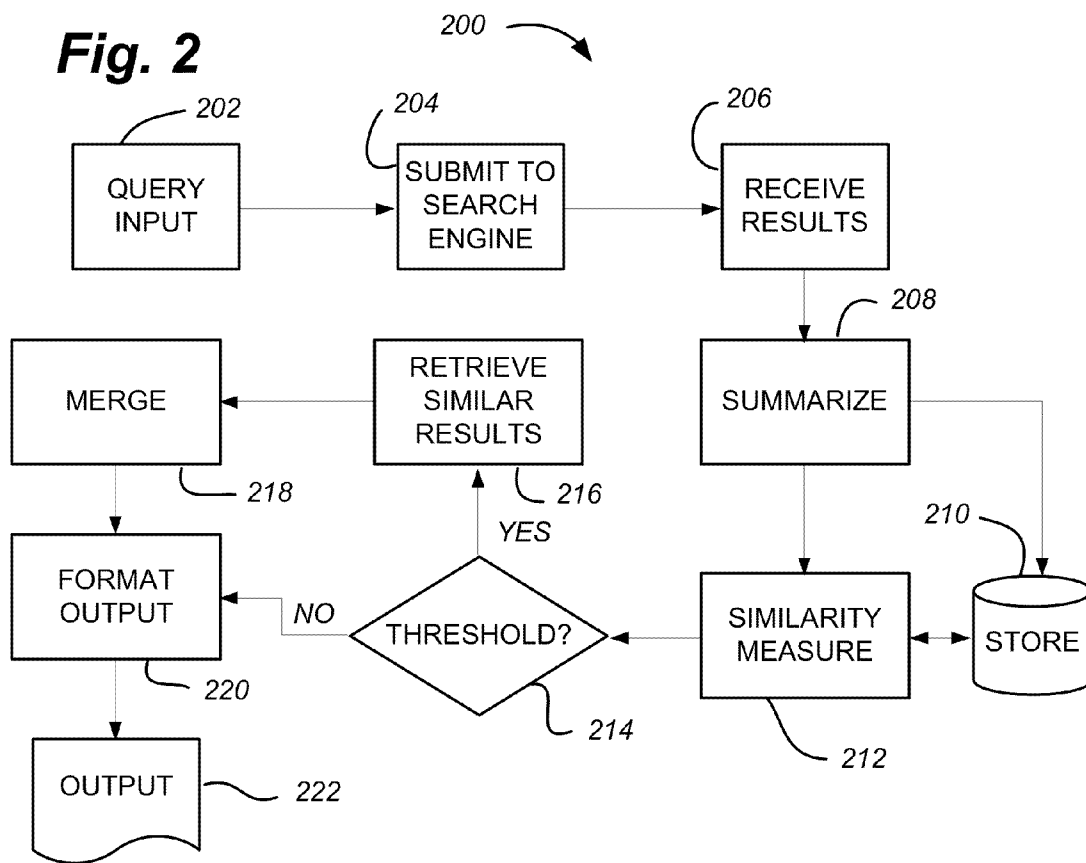 Fig. 2
200
202
204
206
QUERY
INPUT
SUBMIT TO
SEARCH
ENGINE
RECEIVE
RESULTS
208
MERGE
RETRIEVE
SIMILAR
RESULTS
SUMMARIZE
218
216
210
YES
FORMAT
OUTPUT
NO
THRESHOLD?
SIMILARITY
MEASURE
STORE
220
214
212
OUTPUT
222